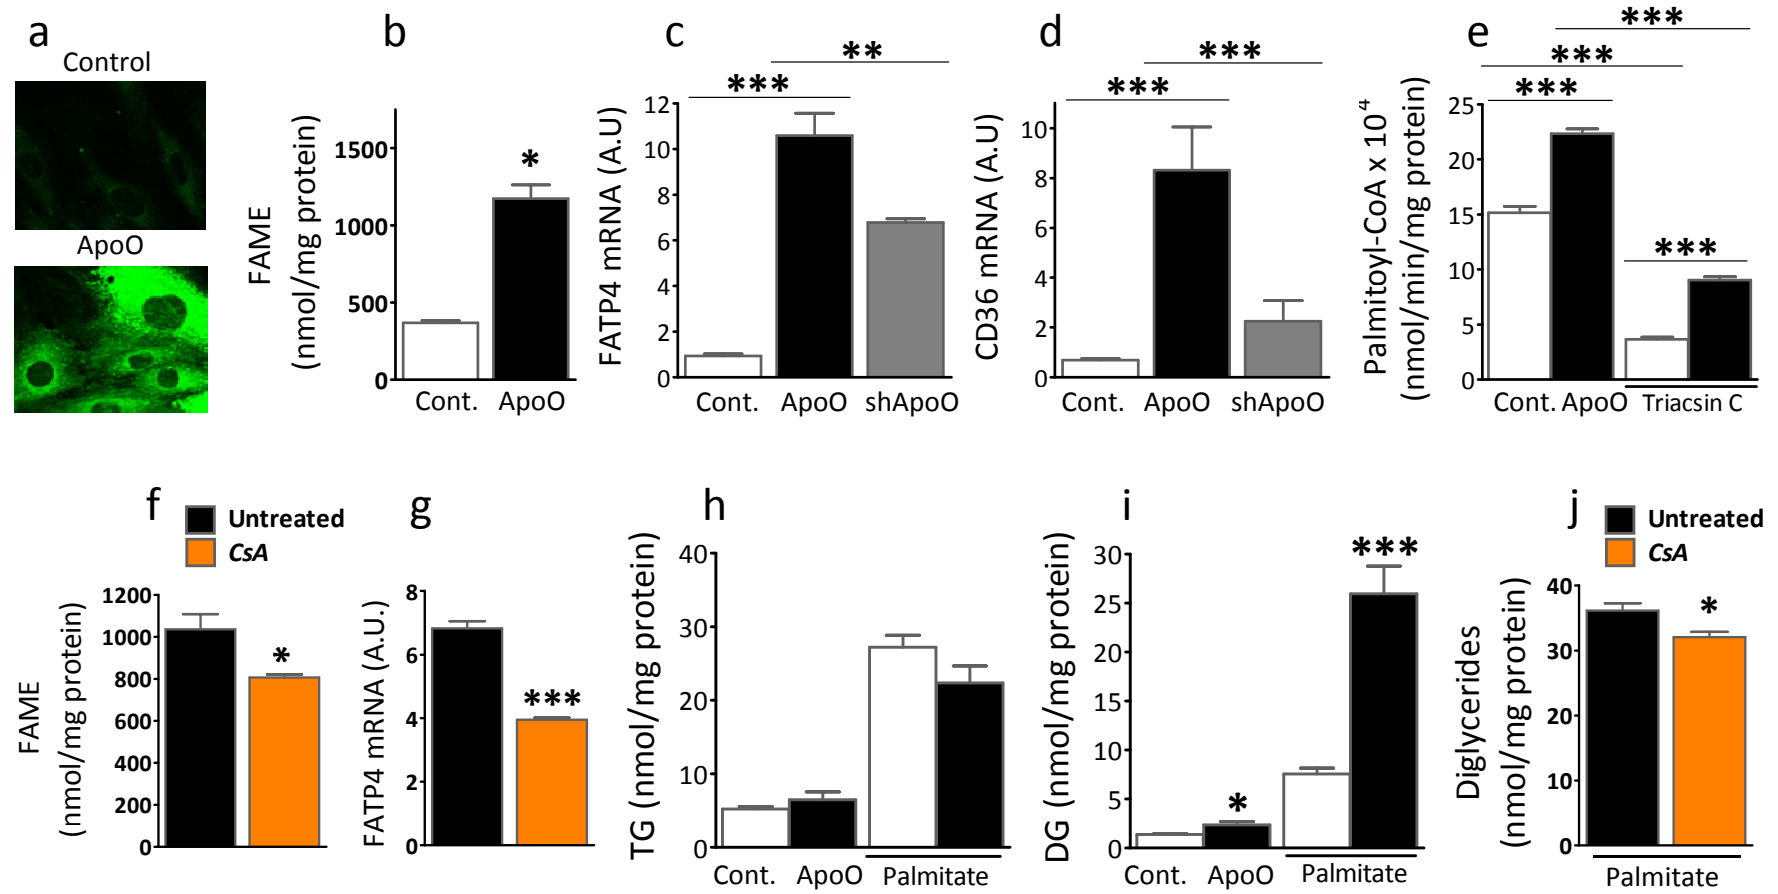 a
Control
ApoO
b
FAME
(nmol/mg protein)
1500
1000
500
0
*
Cont. ApoO
c
**
***
FATP4 mRNA (A.U)
12
10
8
6
4
2
0
Cont. ApoO shApoO
d
***
***
CD36 mRNA (A.U)
10
8
6
4
2
0
Cont. ApoO shApoO
e
***
***
***
***
Palmitoyl-CoA x 10⁴
(nmol/min/mg protein)
25
20
15
10
5
0
Cont. ApoO Triacsin C
f
Untreated
CsA
FAME
(nmol/mg protein)
1200
1000
800
600
400
200
0
*
g
FATP4 mRNA (A.U.)
8
6
4
2
0
***
h
TG (nmol/mg protein)
40
30
20
10
0
Cont. ApoO Palmitate
i
DG (nmol/mg protein)
30
25
20
15
10
5
0
*
***
Cont. ApoO Palmitate
j
Untreated
CsA
Diglycerides
(nmol/mg protein)
40
30
20
10
0
*
Palmitate